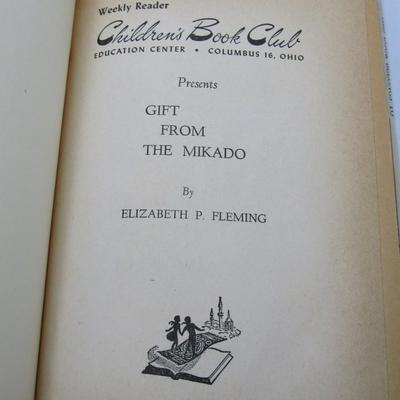 Weekly Reader
Children's Book Club
EDUCATION CENTER • COLUMBUS 16, OHIO
Presents
GIFT
FROM
THE MIKADO
By
ELIZABETH P. FLEMING